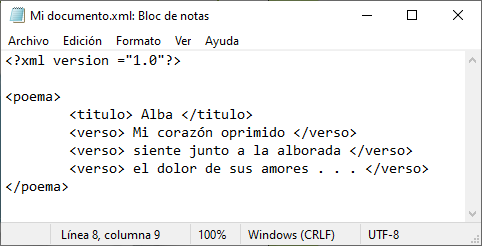 Mi documento.xml: Bloc de notas
Archivo Edición Formato Ver Ayuda
<?xml version ="1.0"?>
<poema>
<titulo> Alba </titulo>
<verso> Mi corazón oprimido </verso>
<verso> siente junto a la alborada </verso>
<verso> el dolor de sus amores . . . </verso>
</poema>
Línea 8, columna 9 100% Windows (CRLF) UTF-8